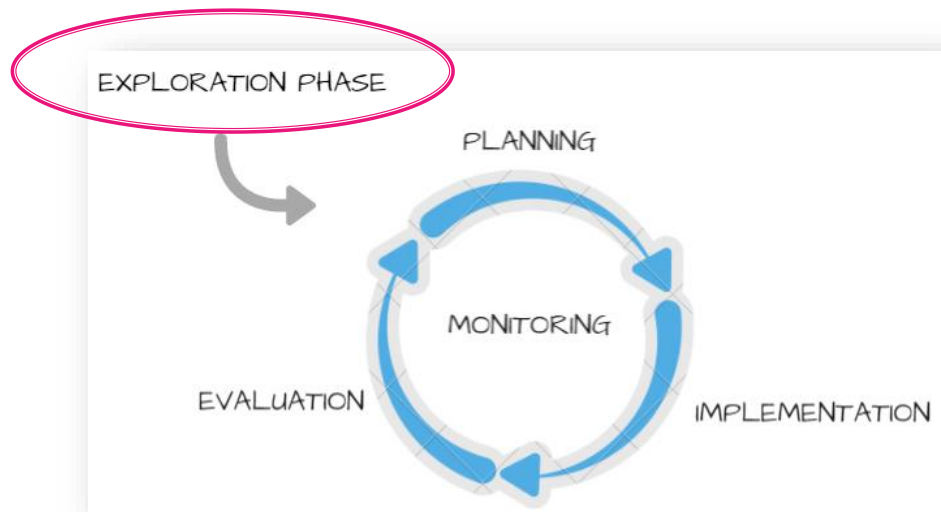 EXPLORATION PHASE
PLANNING
MONITORING
EVALUATION
IMPLEMENTATION